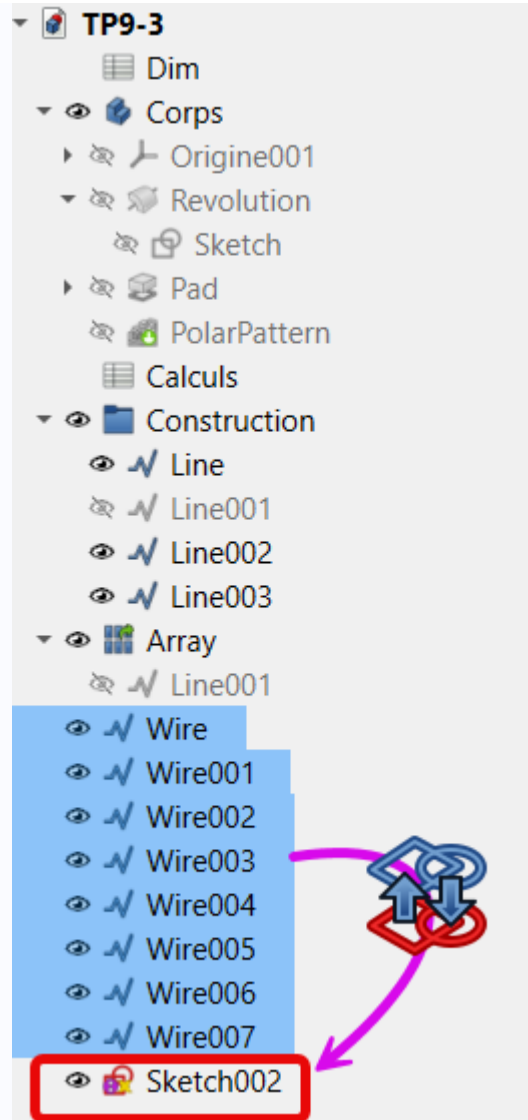 TP9-3
Dim
Corps
Origine001
Revolution
Sketch
Pad
PolarPattern
Calculs
Construction
Line
Line001
Line002
Line003
Array
Line001
Wire
Wire001
Wire002
Wire003
Wire004
Wire005
Wire006
Wire007
Sketch002